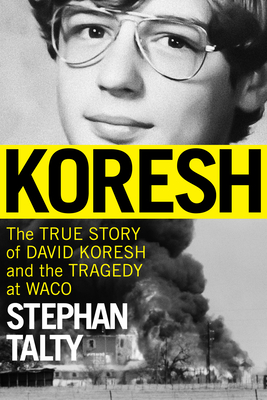 KORESH
The TRUE STORY
of DAVID KORESH
and the TRAGEDY
at WACO
STEPHAN
TALTY